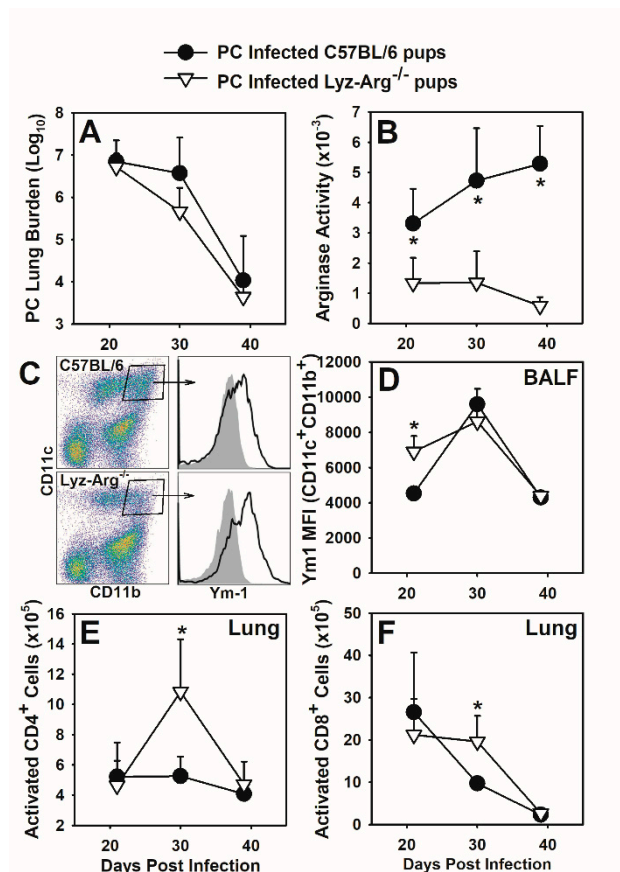 PC Infected C57BL/6 pups
PC Infected Lyz-Arg-/- pups
A
PC Lung Burden (Log10)
7
6
5
4
3
20 30 40
B
Arginase Activity (x10-3)
7
6
5
4
3
2
1
0
* * *
20 30 40
C
C57BL/6
Lyz-Arg-/-
CD11c
CD11b
Ym-1
D
BALF
Ym1 MFI (CD11c+CD11b+)
12000
10000
8000
6000
4000
2000
0
*
20 30 40
E
Lung
Activated CD4+ Cells (x105)
16
14
12
10
8
6
4
2
*
20 30 40
Days Post Infection
F
Lung
Activated CD8+ Cells (x105)
50
40
30
20
10
0
*
20 30 40
Days Post Infection